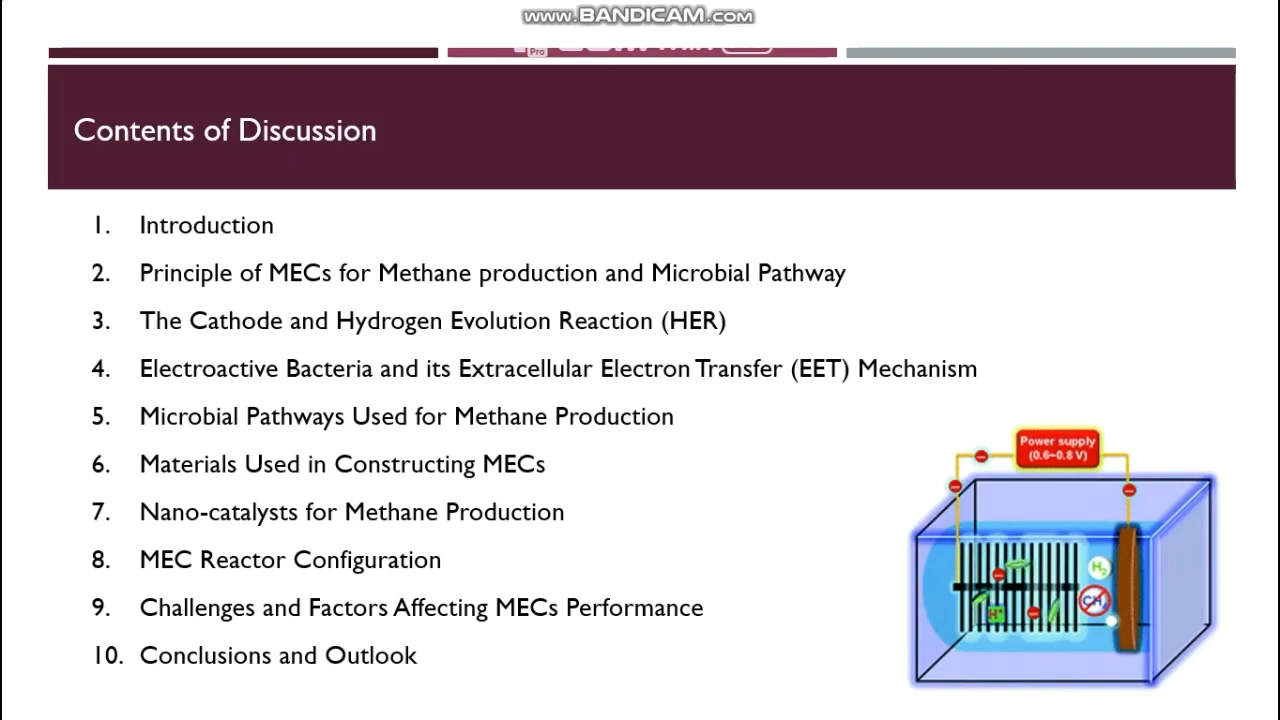 www.BANDICAM.com
Pro
Contents of Discussion
1. Introduction
2. Principle of MECs for Methane production and Microbial Pathway
3. The Cathode and Hydrogen Evolution Reaction (HER)
4. Electroactive Bacteria and its Extracellular Electron Transfer (EET) Mechanism
5. Microbial Pathways Used for Methane Production
6. Materials Used in Constructing MECs
7. Nano-catalysts for Methane Production
8. MEC Reactor Configuration
9. Challenges and Factors Affecting MECs Performance
10. Conclusions and Outlook
Power supply
(0.6~0.8 V)
H₂
H⁺